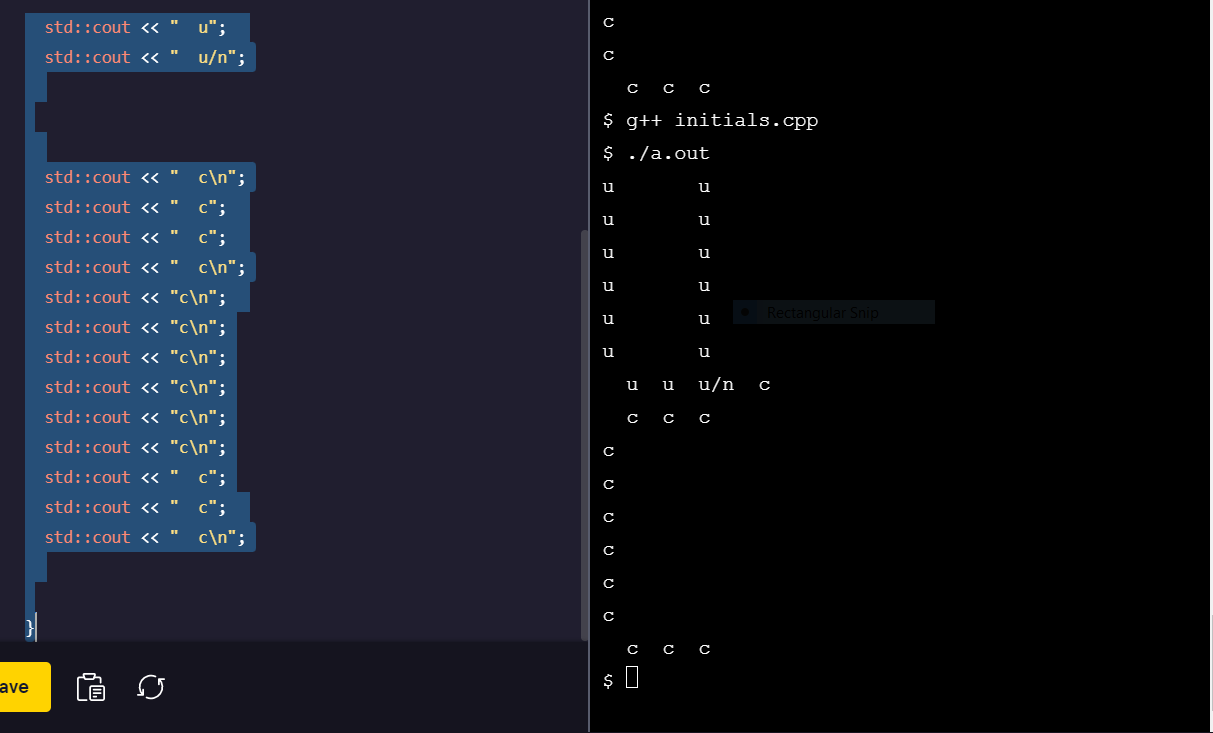 std::cout << "  u";
std::cout << "  u/n";
std::cout << "  c\n";
std::cout << "  c";
std::cout << "  c";
std::cout << "  c\n";
std::cout << "c\n";
std::cout << "c\n";
std::cout << "c\n";
std::cout << "c\n";
std::cout << "c\n";
std::cout << "c\n";
std::cout << "  c";
std::cout << "  c";
std::cout << "  c\n";
}
ave
c
c
  c  c  c
$ g++ initials.cpp
$ ./a.out
u       u
u       u
u       u
u       u
u       u
u       u
  u  u  u/n  c
  c  c  c
c
c
c
c
c
c
  c  c  c
$
Rectangular Snip